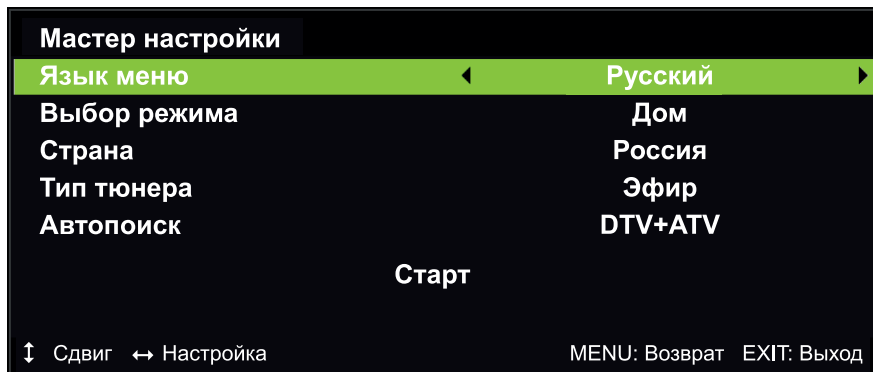 Мастер настройки
Язык меню Русский
Выбор режима Дом
Страна Россия
Тип тюнера Эфир
Автопоиск DTV+ATV
Старт
Сдвиг Настройка MENU: Возврат EXIT: Выход